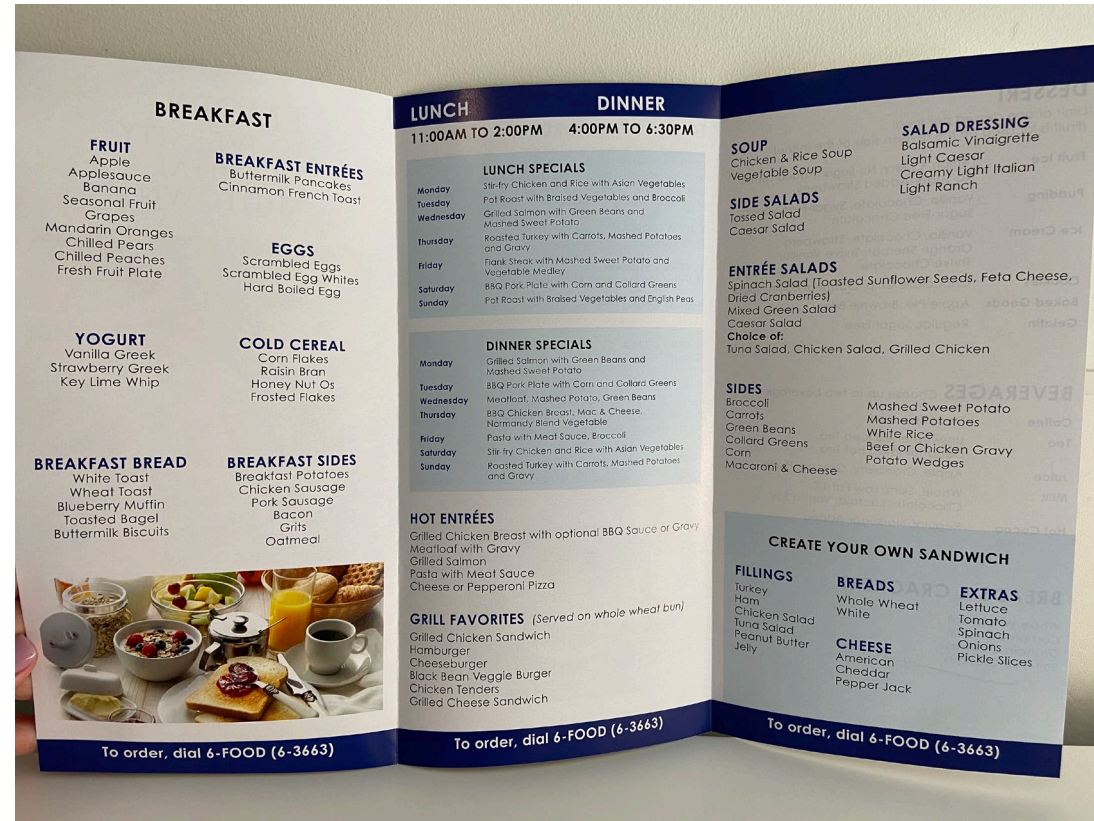 BREAKFAST
FRUIT
Apple
Applesauce
Banana
Seasonal Fruit
Grapes
Mandarin Oranges
Chilled Pears
Chilled Peaches
Fresh Fruit Plate
BREAKFAST ENTRÉES
Buttermilk Pancakes
Cinnamon French Toast
EGGS
Scrambled Eggs
Scrambled Egg Whites
Hard Boiled Egg
YOGURT
Vanilla Greek
Strawberry Greek
Key Lime Whip
COLD CEREAL
Corn Flakes
Raisin Bran
Honey Nut Os
Frosted Flakes
BREAKFAST BREAD
White Toast
Wheat Toast
Blueberry Muffin
Toasted Bagel
Buttermilk Biscuits
BREAKFAST SIDES
Breakfast Potatoes
Chicken Sausage
Pork Sausage
Bacon
Grits
Oatmeal
To order, dial 6-FOOD (6-3663)
LUNCH DINNER
11:00AM TO 2:00PM 4:00PM TO 6:30PM
LUNCH SPECIALS
Monday Stir-fry Chicken and Rice with Asian Vegetables
Tuesday Pot Roast with Braised Vegetables and Broccoli
Wednesday Grilled Salmon with Green Beans and
Mashed Sweet Potato
Thursday Roasted Turkey with Carrots, Mashed Potatoes
and Gravy
Friday Flank Steak with Mashed Sweet Potato and
Vegetable Medley
Saturday BBQ Pork Plate with Corn and Collard Greens
Sunday Pot Roast with Braised Vegetables and English Peas
DINNER SPECIALS
Monday Grilled Salmon with Green Beans and
Mashed Sweet Potato
Tuesday BBQ Pork Plate with Corn and Collard Greens
Wednesday Meatloaf, Mashed Potato, Green Beans
Thursday BBQ Chicken Breast, Mac & Cheese,
Normandy Blend Vegetable
Friday Pasta with Meat Sauce, Broccoli
Saturday Stir-fry Chicken and Rice with Asian Vegetables
Sunday Roasted Turkey with Carrots, Mashed Potatoes
and Gravy
HOT ENTRÉES
Grilled Chicken Breast with optional BBQ Sauce or Gravy
Meatloaf with Gravy
Grilled Salmon
Pasta with Meat Sauce
Cheese or Pepperoni Pizza
GRILL FAVORITES (Served on whole wheat bun)
Grilled Chicken Sandwich
Hamburger
Cheeseburger
Black Bean Veggie Burger
Chicken Tenders
Grilled Cheese Sandwich
To order, dial 6-FOOD (6-3663)
SOUP
Chicken & Rice Soup
Vegetable Soup
SALAD DRESSING
Balsamic Vinaigrette
Light Caesar
Creamy Light Italian
Light Ranch
SIDE SALADS
Tossed Salad
Caesar Salad
ENTRÉE SALADS
Spinach Salad (Toasted Sunflower Seeds, Feta Cheese,
Dried Cranberries)
Mixed Green Salad
Caesar Salad
Choice of:
Tuna Salad, Chicken Salad, Grilled Chicken
SIDES
Broccoli
Carrots
Green Beans
Collard Greens
Corn
Macaroni & Cheese
Mashed Sweet Potato
Mashed Potatoes
White Rice
Beef or Chicken Gravy
Potato Wedges
CREATE YOUR OWN SANDWICH
FILLINGS
Turkey
Ham
Chicken Salad
Tuna Salad
Peanut Butter
Jelly
BREADS
Whole Wheat
White
CHEESE
American
Cheddar
Pepper Jack
EXTRAS
Lettuce
Tomato
Spinach
Onions
Pickle Slices
To order, dial 6-FOOD (6-3663)